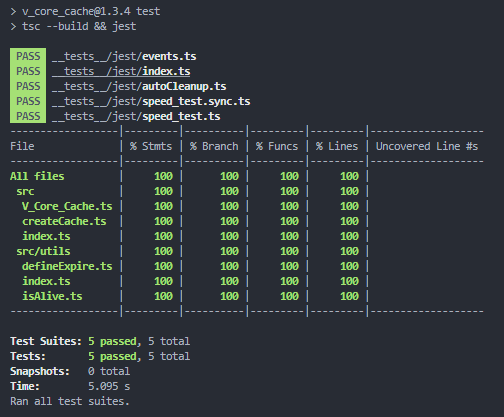 > v_core_cache@1.3.4 test
> tsc --build && jest
PASS __tests__/jest/events.ts
PASS __tests__/jest/index.ts
PASS __tests__/jest/autoCleanup.ts
PASS __tests__/jest/speed_test.sync.ts
PASS __tests__/jest/speed_test.ts
-------------------|---------|----------|---------|---------|-------------------
File | % Stmts | % Branch | % Funcs | % Lines | Uncovered Line #s
-------------------|---------|----------|---------|---------|-------------------
All files | 100 | 100 | 100 | 100 |
src | 100 | 100 | 100 | 100 |
V_Core_Cache.ts | 100 | 100 | 100 | 100 |
createCache.ts | 100 | 100 | 100 | 100 |
index.ts | 100 | 100 | 100 | 100 |
src/utils | 100 | 100 | 100 | 100 |
defineExpire.ts | 100 | 100 | 100 | 100 |
index.ts | 100 | 100 | 100 | 100 |
isAlive.ts | 100 | 100 | 100 | 100 |
-------------------|---------|----------|---------|---------|-------------------
Test Suites: 5 passed, 5 total
Tests: 5 passed, 5 total
Snapshots: 0 total
Time: 5.095 s
Ran all test suites.